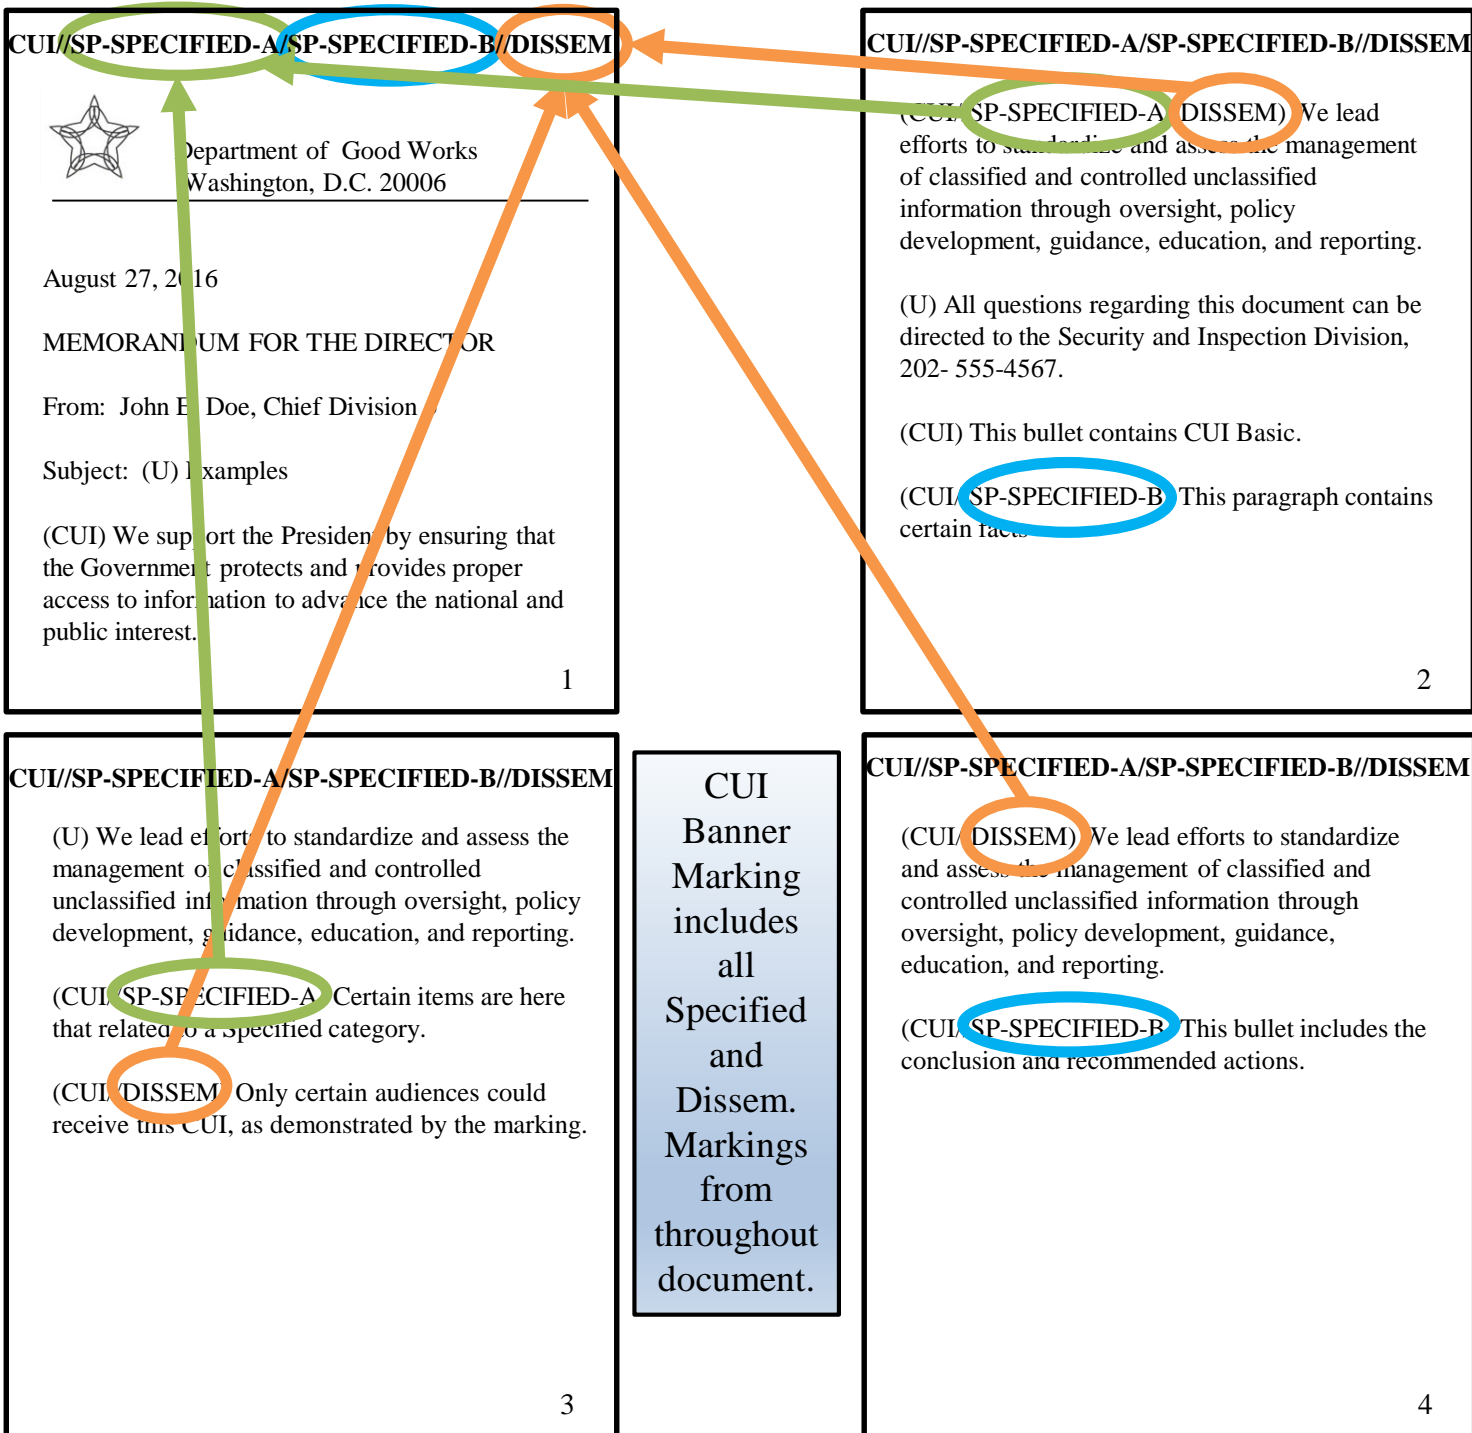 CUI//SP-SPECIFIED-A/SP-SPECIFIED-B//DISSEM
Department of Good Works
Washington, D.C. 20006
August 27, 2016
MEMORANDUM FOR THE DIRECTOR
From: John E. Doe, Chief Division
Subject: (U) Examples
(CUI) We support the President by ensuring that
the Government protects and provides proper
access to information to advance the national and
public interest.
1
CUI//SP-SPECIFIED-A/SP-SPECIFIED-B//DISSEM
(CUI//SP-SPECIFIED-A//DISSEM) We lead
efforts to standardize and assess the management
of classified and controlled unclassified
information through oversight, policy
development, guidance, education, and reporting.
(U) All questions regarding this document can be
directed to the Security and Inspection Division,
202- 555-4567.
(CUI) This bullet contains CUI Basic.
(CUI//SP-SPECIFIED-B) This paragraph contains
certain facts
2
CUI//SP-SPECIFIED-A/SP-SPECIFIED-B//DISSEM
(U) We lead efforts to standardize and assess the
management of classified and controlled
unclassified information through oversight, policy
development, guidance, education, and reporting.
(CUI//SP-SPECIFIED-A) Certain items are here
that related to a Specified category.
(CUI//DISSEM) Only certain audiences could
receive this CUI, as demonstrated by the marking.
3
CUI
Banner
Marking
includes
all
Specified
and
Dissem.
Markings
from
throughout
document.
CUI//SP-SPECIFIED-A/SP-SPECIFIED-B//DISSEM
(CUI//DISSEM) We lead efforts to standardize
and assess the management of classified and
controlled unclassified information through
oversight, policy development, guidance,
education, and reporting.
(CUI//SP-SPECIFIED-B) This bullet includes the
conclusion and recommended actions.
4